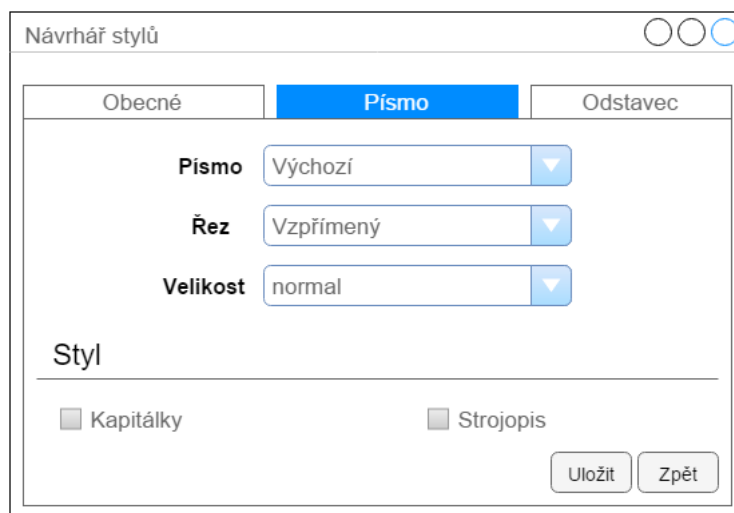 Návrhář stylů
Obecné Písmo Odstavec
Písmo Výchozí
Řez Vzpřímený
Velikost normal
Styl
Kapitálky Strojopis
Uložit Zpět